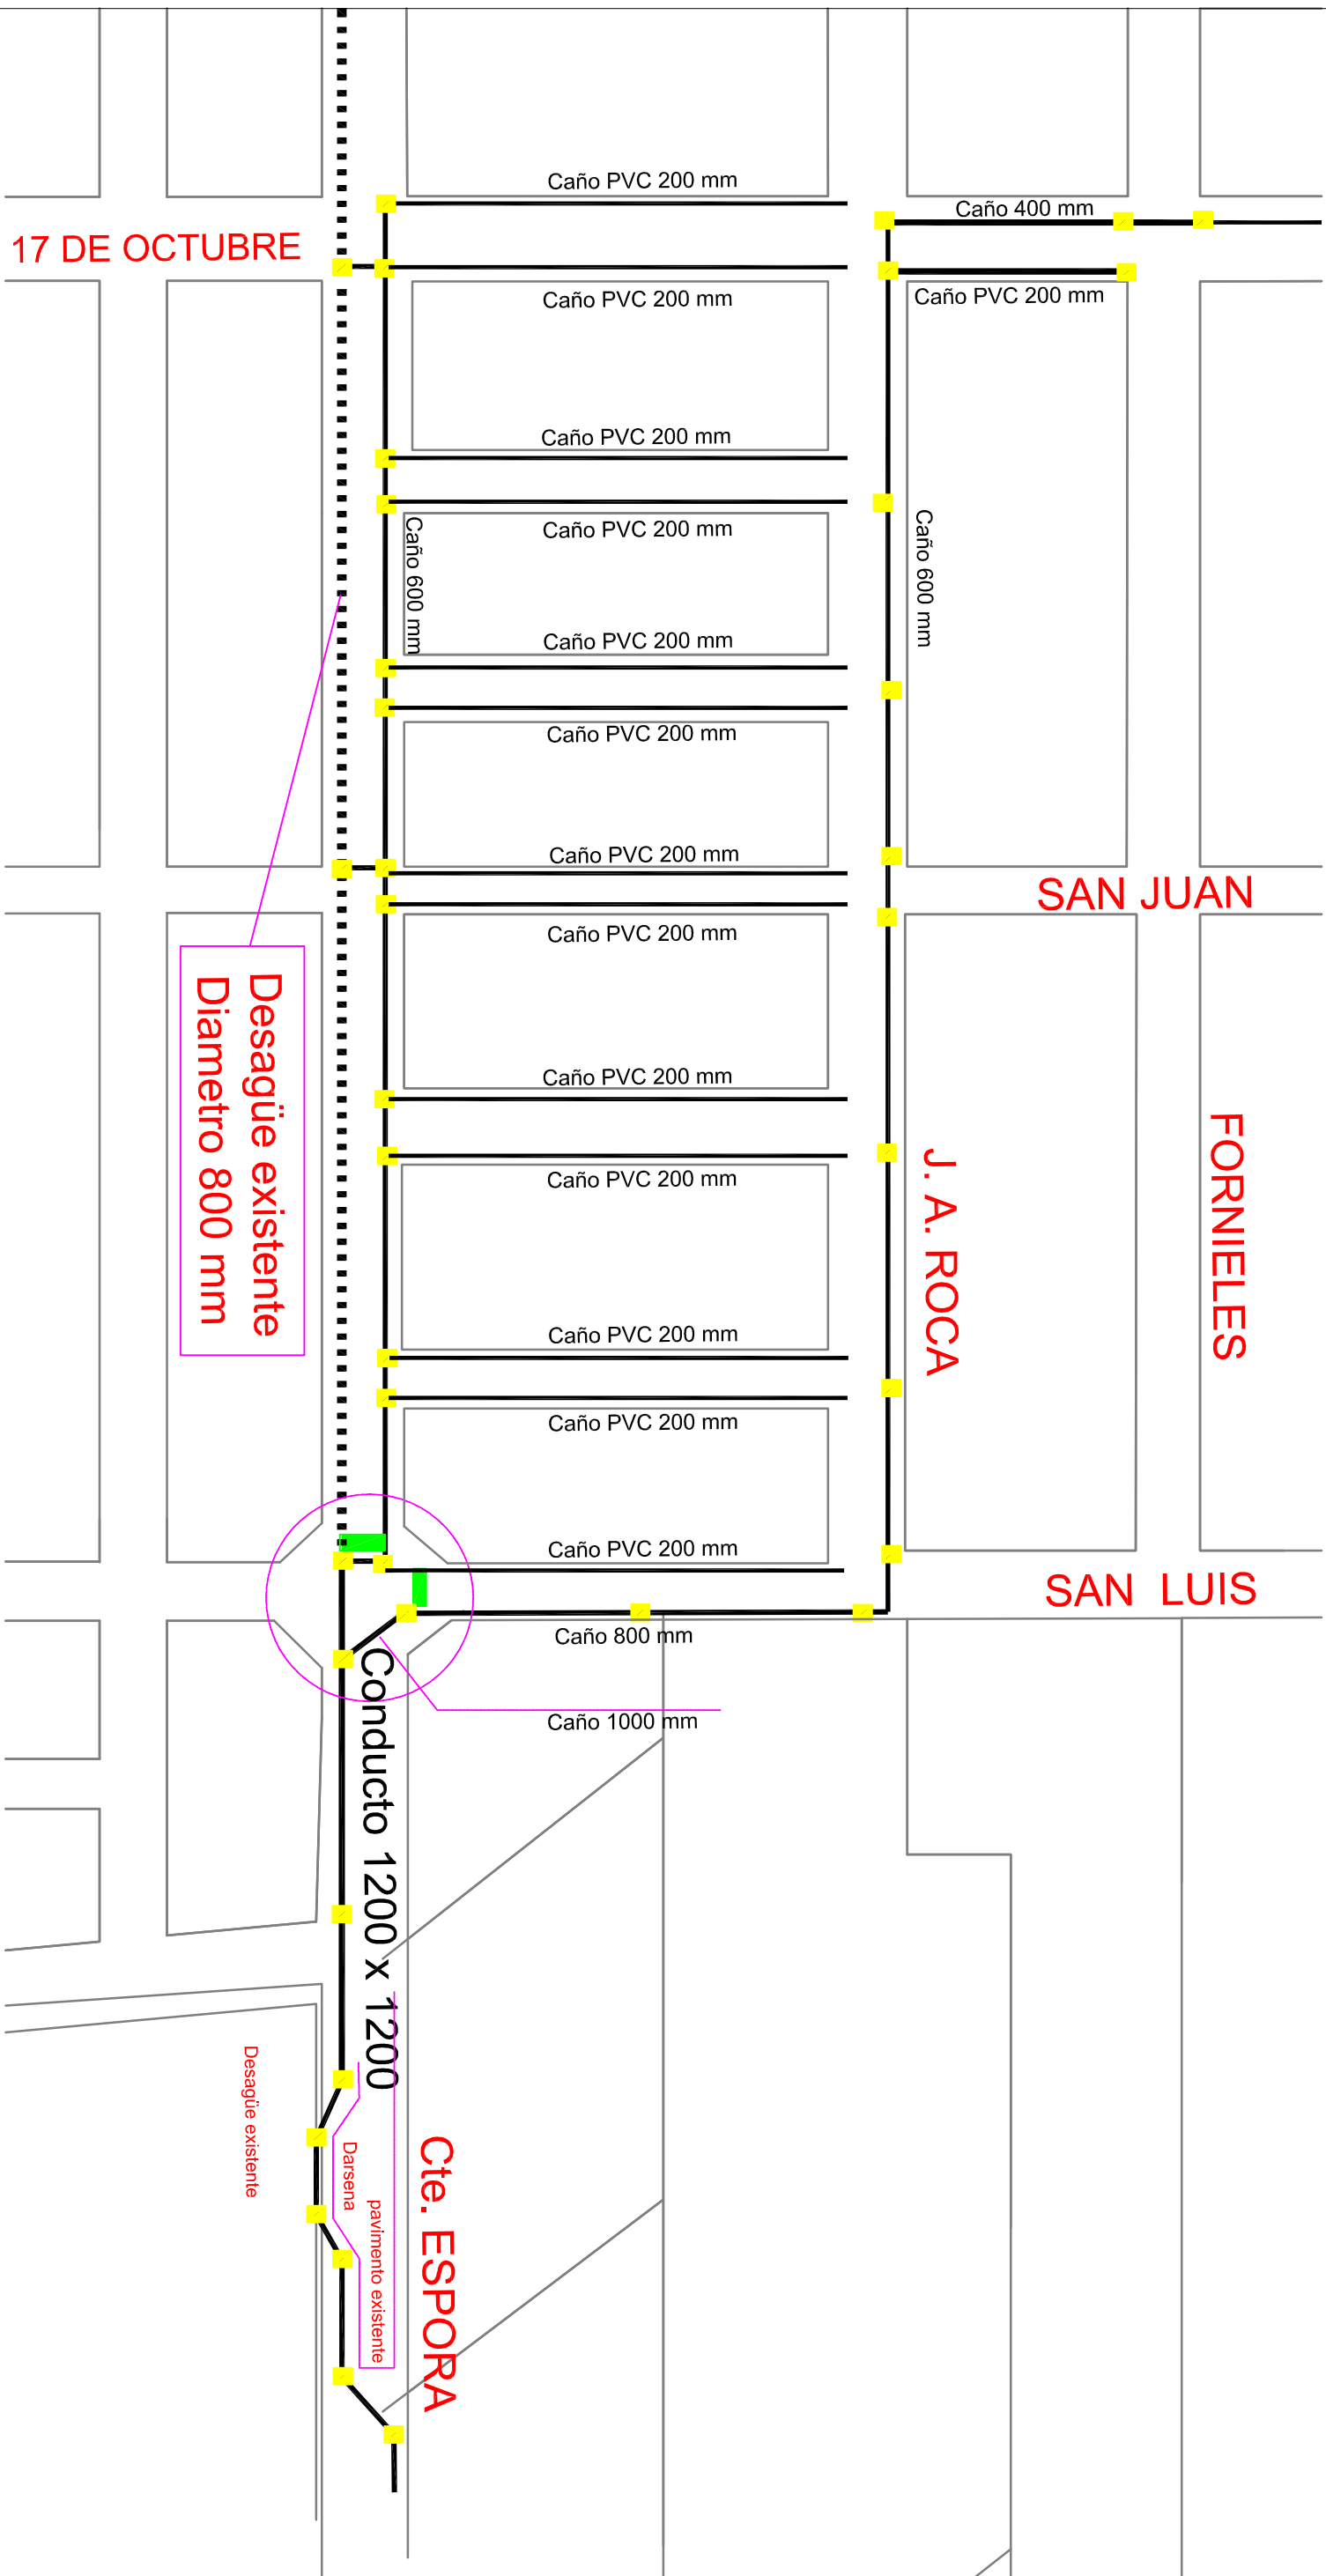 Caño PVC 200 mm
Caño 400 mm
17 DE OCTUBRE
Caño PVC 200 mm
Caño PVC 200 mm
Caño PVC 200 mm
Caño 600 mm
Caño PVC 200 mm
Caño 600 mm
Caño PVC 200 mm
Caño PVC 200 mm
Caño PVC 200 mm
SAN JUAN
Caño PVC 200 mm
Desagüe existente
Diametro 800 mm
Caño PVC 200 mm
FORNIELES
J. A. ROCA
Caño PVC 200 mm
Caño PVC 200 mm
Caño PVC 200 mm
Caño PVC 200 mm
SAN LUIS
Caño 800 mm
Conducto 1200 x 1200
Caño 1000 mm
Desagüe existente
Darsena
pavimento existente
Cte. ESPORA